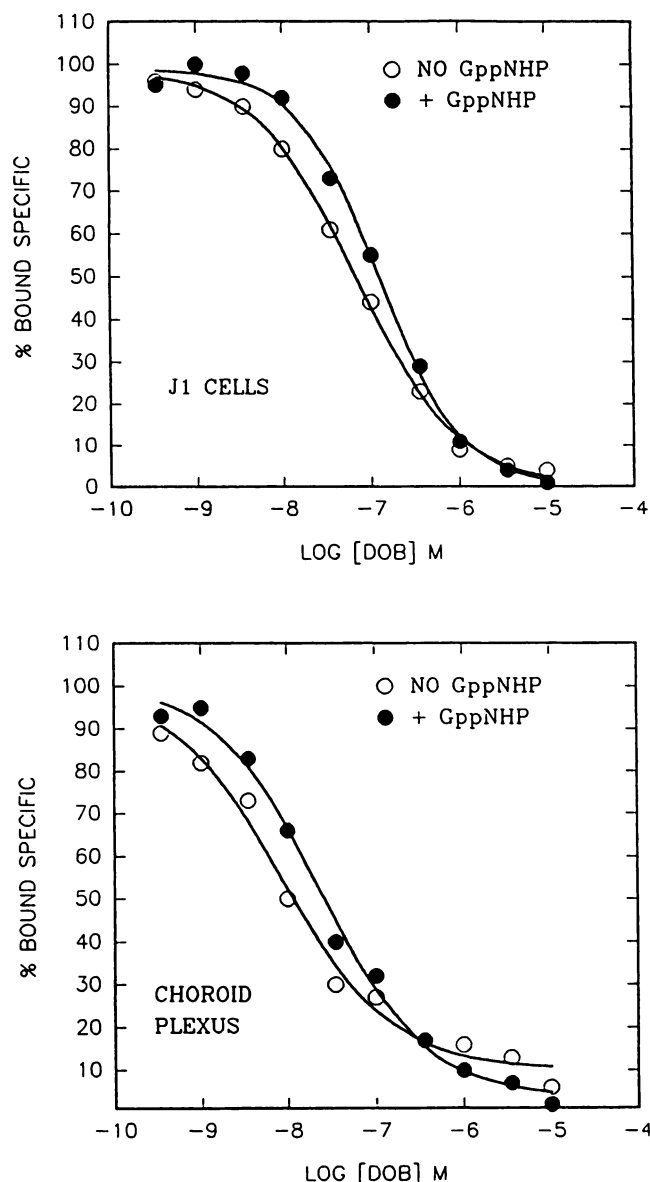 110
100
90
80
70
60
50
40
30
20
10
0
% BOUND SPECIFIC
NO GppNHP
+ GppNHP
J1 CELLS
-10 -9 -8 -7 -6 -5 -4
LOG [DOB] M
110
100
90
80
70
60
50
40
30
20
10
% BOUND SPECIFIC
NO GppNHP
+ GppNHP
CHOROID
PLEXUS
-10 -9 -8 -7 -6 -5 -4
LOG [DOB] M